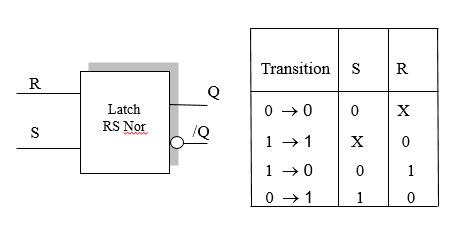 R
S
Latch
RS Nor
Q
/Q
Transition S R
0 → 0 0 X
1 → 1 X 0
1 → 0 0 1
0 → 1 1 0